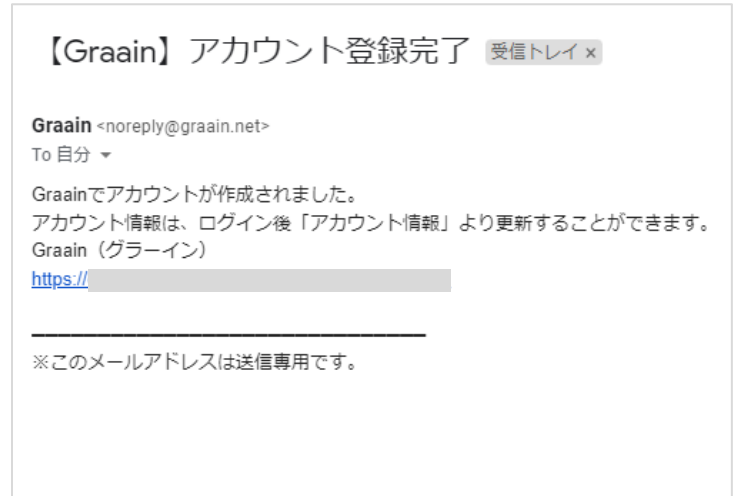 【Graain】アカウント登録完了 受信トレイ ×
Graain <noreply@graain.net>
To 自分
Graainでアカウントが作成されました。
アカウント情報は、ログイン後「アカウント情報」より更新することができます。
Graain（グラーイン）
https://
※このメールアドレスは送信専用です。